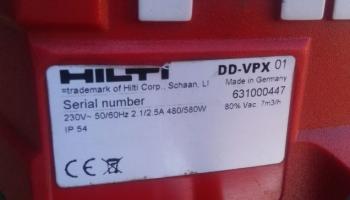 HILTI DD-VPX 01
=trademark of Hilti Corp., Schaan, LI Made in Germany
Serial number 631000447
230V~ 50/60Hz 2.1/2.5A 480/580W 80% Vac. 7m3/h
IP 54
CE